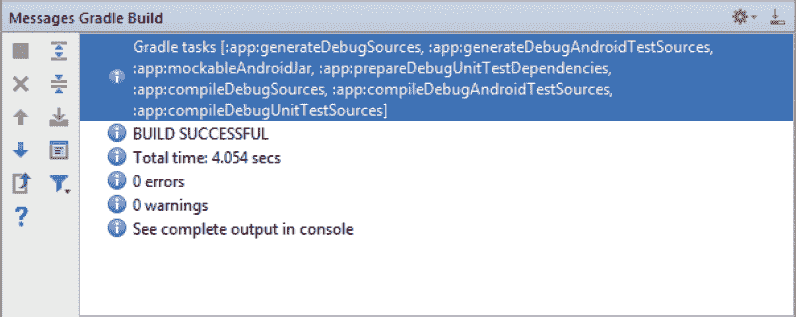 Messages Gradle Build
Gradle tasks [:app:generateDebugSources, :app:generateDebugAndroidTestSources,
:app:mockableAndroidJar, :app:prepareDebugUnitTestDependencies,
:app:compileDebugSources, :app:compileDebugAndroidTestSources,
:app:compileDebugUnitTestSources]
BUILD SUCCESSFUL
Total time: 4.054 secs
0 errors
0 warnings
See complete output in console